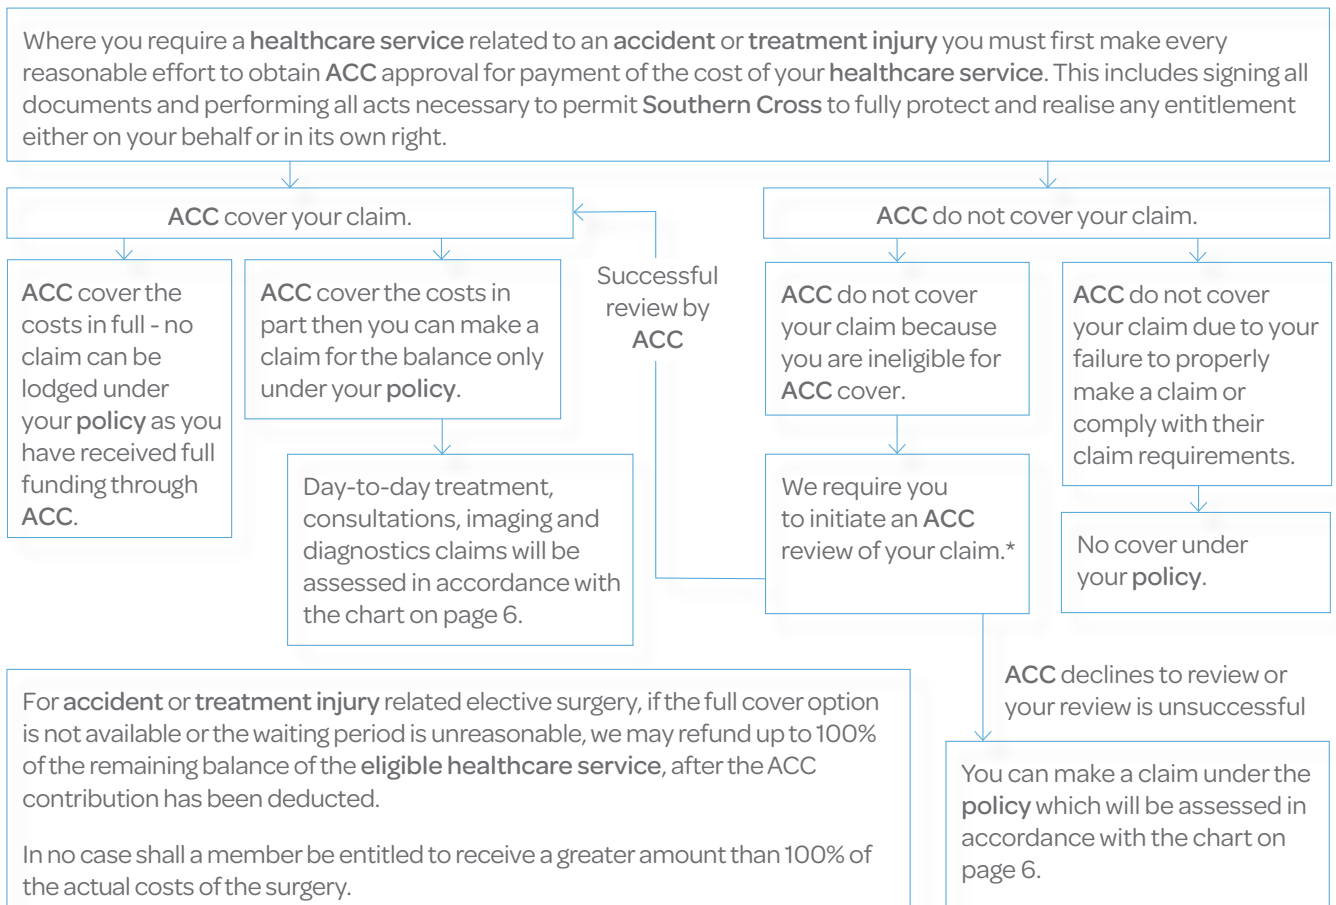 Where you require a healthcare service related to an accident or treatment injury you must first make every
reasonable effort to obtain ACC approval for payment of the cost of your healthcare service. This includes signing all
documents and performing all acts necessary to permit Southern Cross to fully protect and realise any entitlement
either on your behalf or in its own right.
ACC cover your claim.
ACC do not cover your claim.
ACC cover the
costs in full - no
claim can be
lodged under
your policy as you
have received full
funding through
ACC.
ACC cover the costs in
part then you can make a
claim for the balance only
under your policy.
Successful
review by
ACC
ACC do not cover
your claim because
you are ineligible for
ACC cover.
ACC do not cover
your claim due to your
failure to properly
make a claim or
comply with their
claim requirements.
Day-to-day treatment,
consultations, imaging and
diagnostics claims will be
assessed in accordance with
the chart on page 6.
We require you
to initiate an ACC
review of your claim.*
No cover under
your policy.
ACC declines to review or
your review is unsuccessful
For accident or treatment injury related elective surgery, if the full cover option
is not available or the waiting period is unreasonable, we may refund up to 100%
of the remaining balance of the eligible healthcare service, after the ACC
contribution has been deducted.
In no case shall a member be entitled to receive a greater amount than 100% of
the actual costs of the surgery.
You can make a claim under the
policy which will be assessed in
accordance with the chart on
page 6.